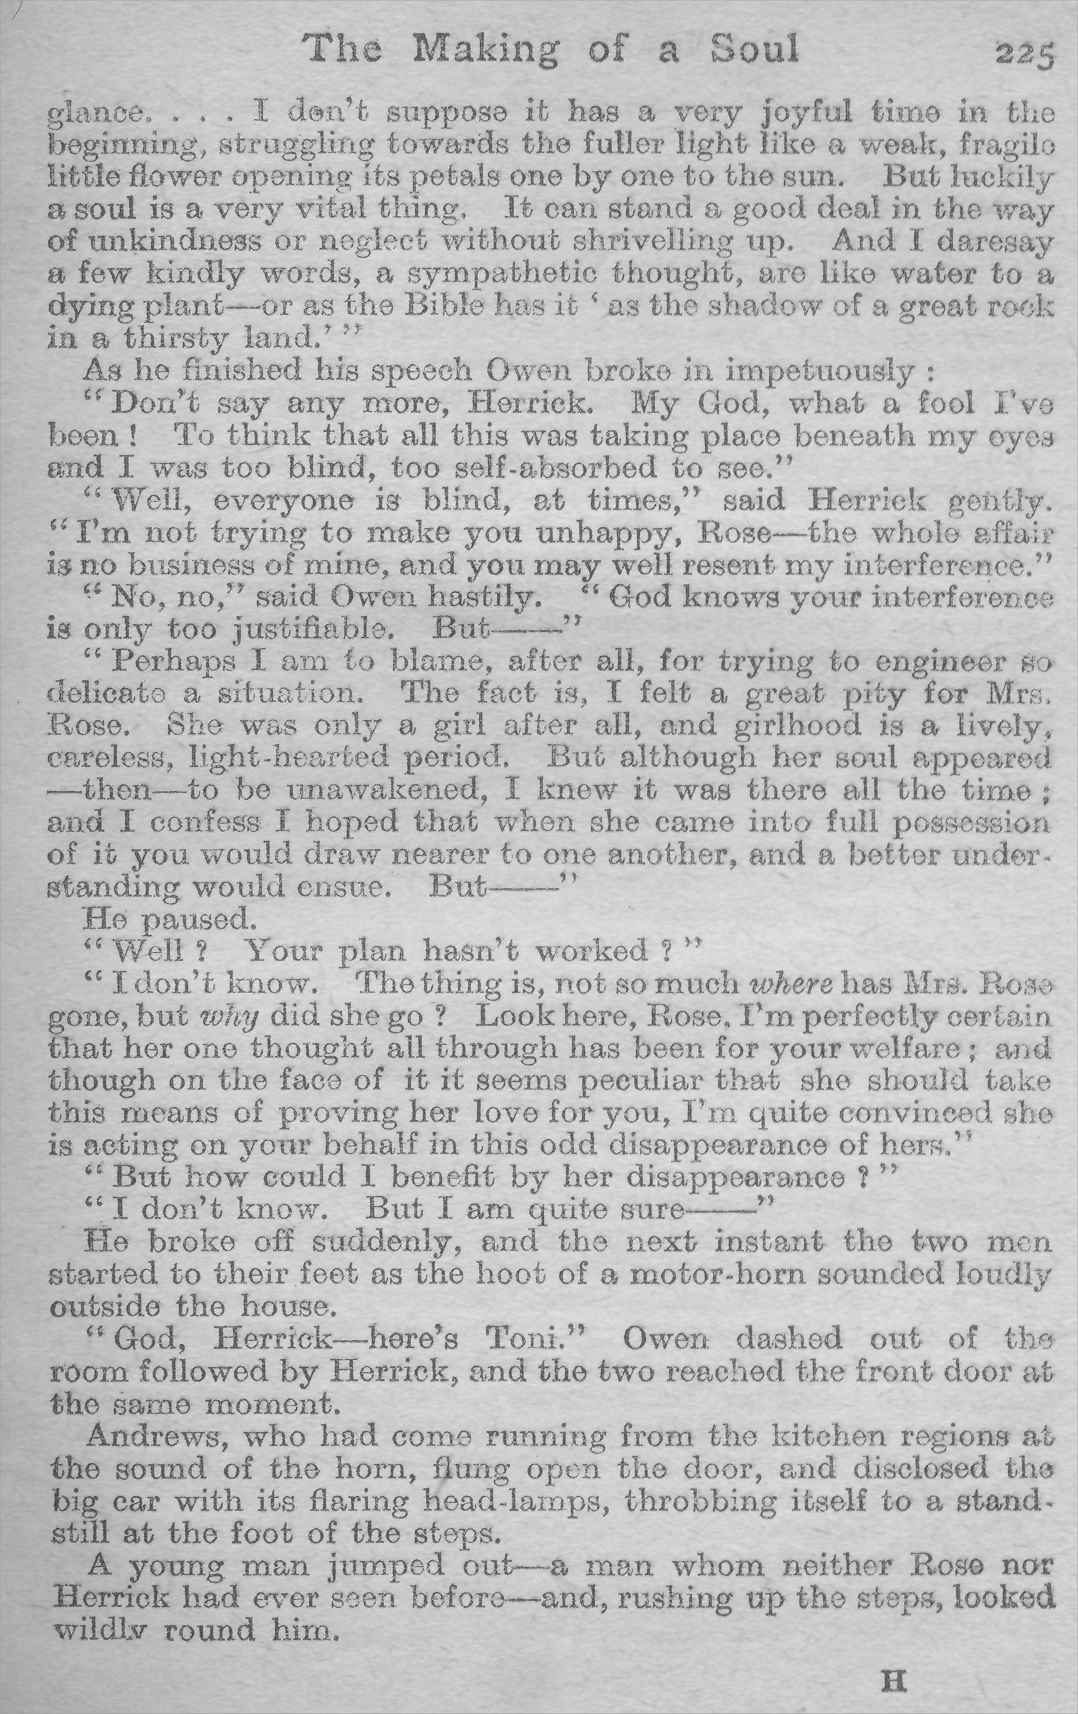 The Making of a Soul 225
glance. . . . I don't suppose it has a very joyful time in the
beginning, struggling towards the fuller light like a weak, fragile
little flower opening its petals one by one to the sun. But luckily
a soul is a very vital thing. It can stand a good deal in the way
of unkindness or neglect without shrivelling up. And I daresay
a few kindly words, a sympathetic thought, are like water to a
dying plant—or as the Bible has it ‘ as the shadow of a great rock
in a thirsty land.’ ”
As he finished his speech Owen broke in impetuously :
“ Don't say any more, Herrick. My God, what a fool I've
been ! To think that all this was taking place beneath my eyes
and I was too blind, too self-absorbed to see.”
“ Well, everyone is blind, at times,” said Herrick gently.
“ I'm not trying to make you unhappy, Rose—the whole affair
is no business of mine, and you may well resent my interference.”
“ No, no,” said Owen hastily. “ God knows your interference
is only too justifiable. But——”
“ Perhaps I am to blame, after all, for trying to engineer so
delicate a situation. The fact is, I felt a great pity for Mrs.
Rose. She was only a girl after all, and girlhood is a lively,
careless, light-hearted period. But although her soul appeared
—then—to be unawakened, I knew it was there all the time ;
and I confess I hoped that when she came into full possession
of it you would draw nearer to one another, and a better under-
standing would ensue. But——”
He paused.
“ Well ? Your plan hasn't worked ? ”
“ I don't know. The thing is, not so much where has Mrs. Rose
gone, but why did she go ? Look here, Rose, I'm perfectly certain
that her one thought all through has been for your welfare ; and
though on the face of it it seems peculiar that she should take
this means of proving her love for you, I'm quite convinced she
is acting on your behalf in this odd disappearance of hers.”
“ But how could I benefit by her disappearance ? ”
“ I don't know. But I am quite sure——”
He broke off suddenly, and the next instant the two men
started to their feet as the hoot of a motor-horn sounded loudly
outside the house.
“ God, Herrick—here's Toni.” Owen dashed out of the
room followed by Herrick, and the two reached the front door at
the same moment.
Andrews, who had come running from the kitchen regions at
the sound of the horn, flung open the door, and disclosed the
big car with its flaring head-lamps, throbbing itself to a stand-
still at the foot of the steps.
A young man jumped out—a man whom neither Rose nor
Herrick had ever seen before—and, rushing up the steps, looked
wildly round him.
H